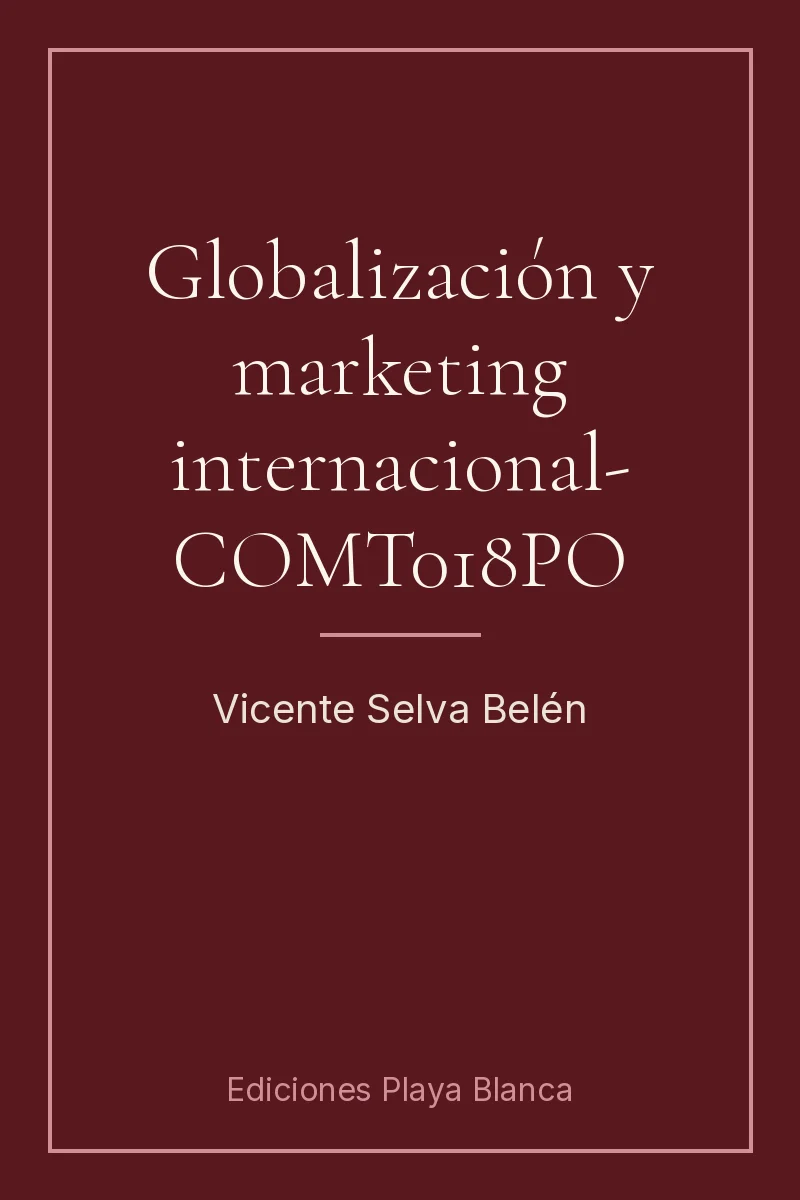 Globalización y
marketing
internacional-
COMT018PO
Vicente Selva Belén
Ediciones Playa Blanca